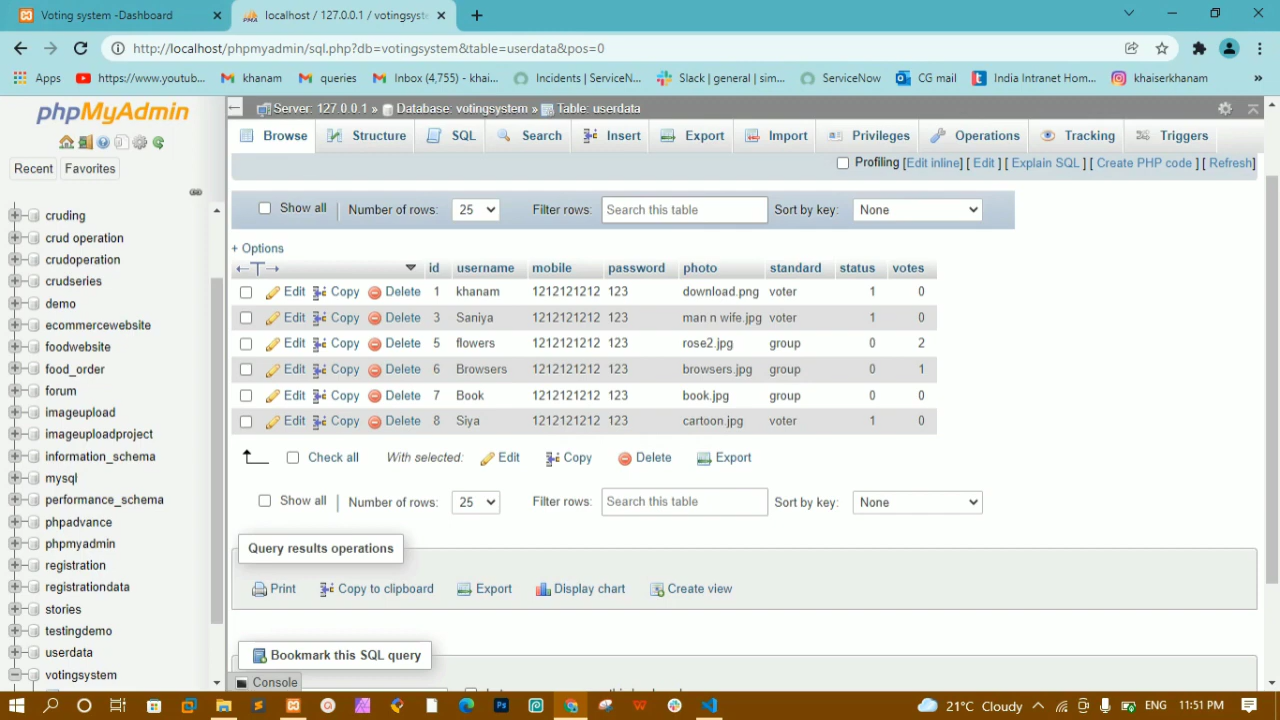 Voting system -Dashboard
localhost / 127.0.0.1 / votingsyste
http://localhost/phpmyadmin/sql.php?db=votingsystem&table=userdata&pos=0
Apps https://www.youtub... khanam queries Inbox (4,755) - khai... Incidents | ServiceN... Slack | general | sim... ServiceNow CG mail India Intranet Hom... khaiserkhanam »
phpMyAdmin
Recent Favorites
cruding
crud operation
crudoperation
crudseries
demo
ecommercewebsite
foodwebsite
food_order
forum
imageupload
imageuploadproject
information_schema
mysql
performance_schema
phpadvance
phpmyadmin
registration
registrationdata
stories
testingdemo
userdata
votingsystem
Server: 127.0.0.1 » Database: votingsystem » Table: userdata
Browse Structure SQL Search Insert Export Import Privileges Operations Tracking Triggers
Profiling [Edit inline] [ Edit ] [ Explain SQL ] [ Create PHP code ] [ Refresh]
Show all Number of rows: 25 Filter rows: Search this table Sort by key: None
+ Options
id username mobile password photo standard status votes
Edit Copy Delete 1 khanam 1212121212 123 download.png voter 1 0
Edit Copy Delete 3 Saniya 1212121212 123 man n wife.jpg voter 1 0
Edit Copy Delete 5 flowers 1212121212 123 rose2.jpg group 0 2
Edit Copy Delete 6 Browsers 1212121212 123 browsers.jpg group 0 1
Edit Copy Delete 7 Book 1212121212 123 book.jpg group 0 0
Edit Copy Delete 8 Siya 1212121212 123 cartoon.jpg voter 1 0
Check all With selected: Edit Copy Delete Export
Show all Number of rows: 25 Filter rows: Search this table Sort by key: None
Query results operations
Print Copy to clipboard Export Display chart Create view
Bookmark this SQL query
Console
21°C Cloudy ENG 11:51 PM